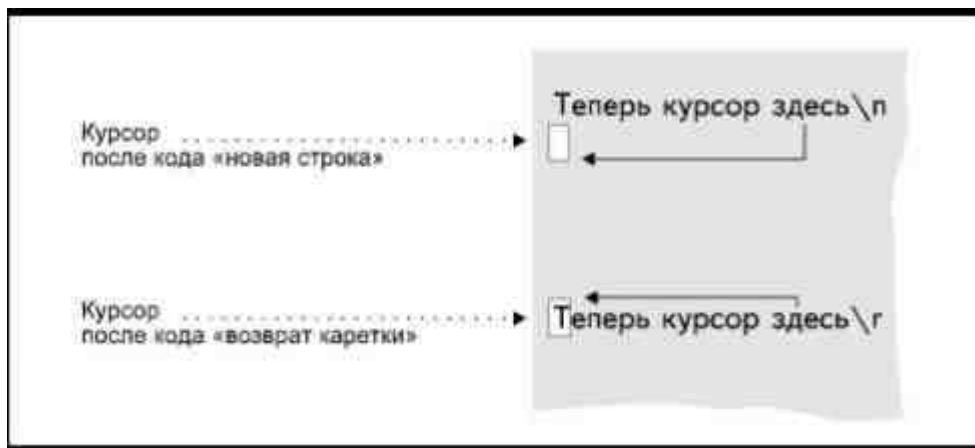 Теперь курсор здесь\n
Курсор
после кода «новая строка»
Курсор
после кода «возврат каретки»
Теперь курсор здесь\r